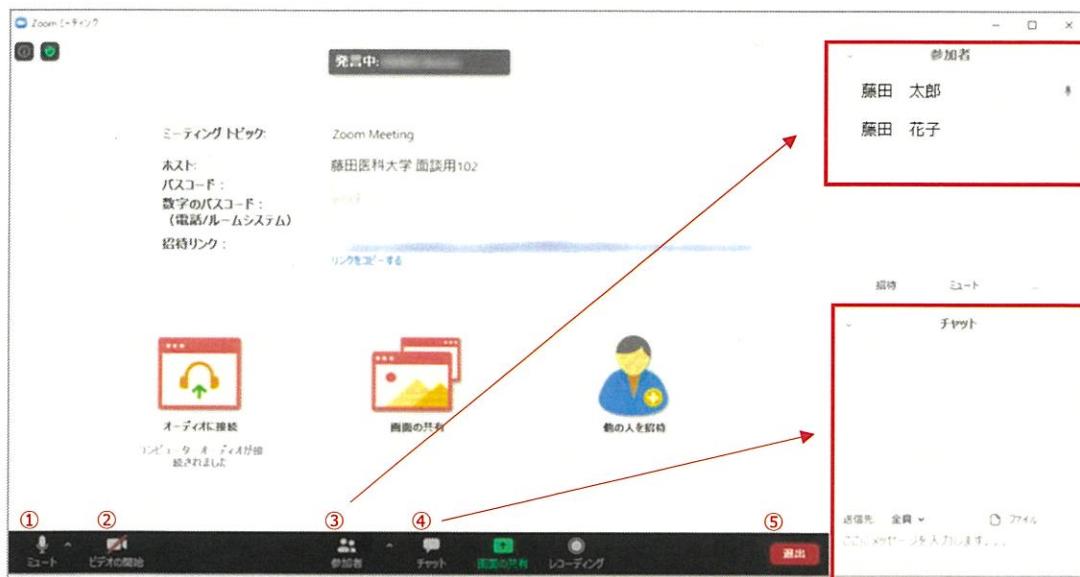 Zoom ミーティング
発言中:
ミーティング トピック: Zoom Meeting
ホスト: 藤田医科大学 面談用102
パスコード：
数字のパスコード：
（電話/ルームシステム）
招待リンク：
リンクをコピーする
オーディオに接続
コンピューター オーディオが接
続されました
画面の共有
他の人を招待
参加者
藤田 太郎
藤田 花子
招待 ミュート ...
チャット
送信先: 全員 ファイル
ここにメッセージを入力します...
① ② ③ ④ ⑤
ミュート ビデオの開始 参加者 チャット 画面の共有 レコーディング 退出